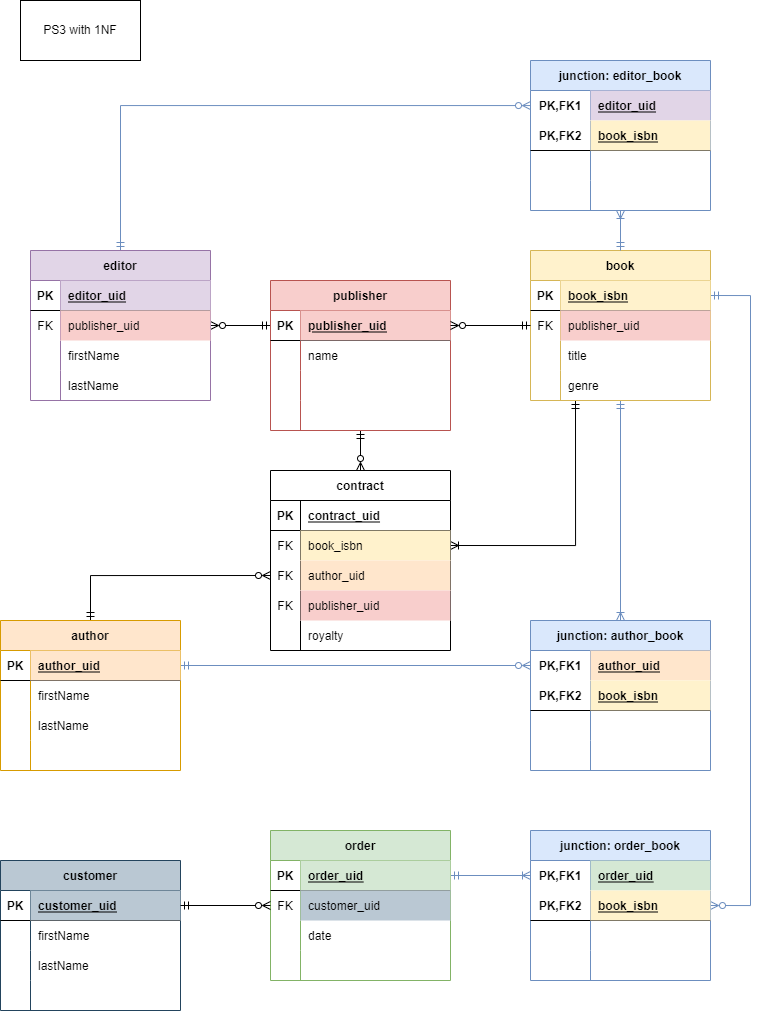 PS3 with 1NF
junction: editor_book
PK,FK1 editor_uid
PK,FK2 book_isbn
editor
PK editor_uid
FK publisher_uid
firstName
lastName
publisher
PK publisher_uid
name
book
PK book_isbn
FK publisher_uid
title
genre
contract
PK contract_uid
FK book_isbn
FK author_uid
FK publisher_uid
royalty
author
PK author_uid
firstName
lastName
junction: author_book
PK,FK1 author_uid
PK,FK2 book_isbn
customer
PK customer_uid
firstName
lastName
order
PK order_uid
FK customer_uid
date
junction: order_book
PK,FK1 order_uid
PK,FK2 book_isbn